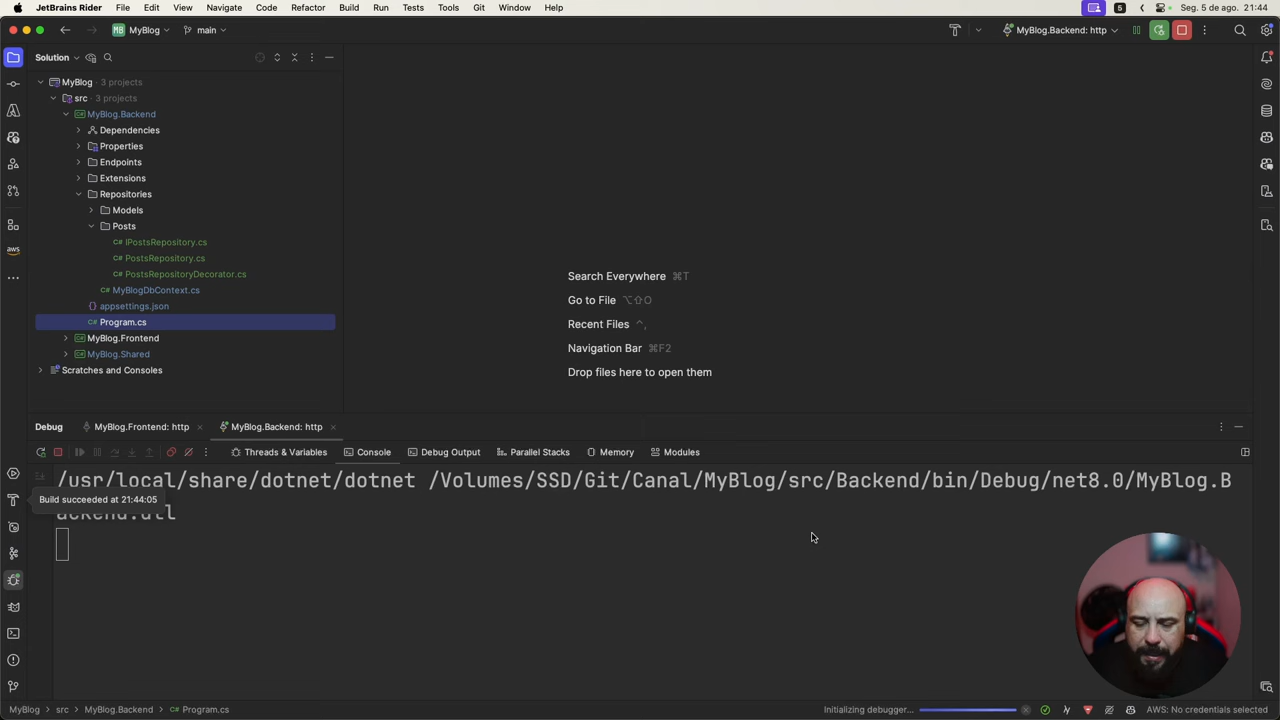 JetBrains Rider File Edit View Navigate Code Refactor Build Run Tests Tools Git Window Help 5 Seg. 5 de ago. 21:44
MB MyBlog main MyBlog.Backend: http
Solution
MyBlog 3 projects
src 3 projects
C# MyBlog.Backend
Dependencies
Properties
Endpoints
Extensions
Repositories
Models
Posts
C# IPostsRepository.cs
C# PostsRepository.cs
C# PostsRepositoryDecorator.cs
C# MyBlogDbContext.cs
{} appsettings.json
C# Program.cs
C# MyBlog.Frontend
C# MyBlog.Shared
Scratches and Consoles
aws
Search Everywhere ⌘T
Go to File ⌥⇧O
Recent Files ^,
Navigation Bar ⌘F2
Drop files here to open them
Debug MyBlog.Frontend: http MyBlog.Backend: http
Threads & Variables Console Debug Output Parallel Stacks Memory Modules
/usr/local/share/dotnet/dotnet /Volumes/SSD/Git/Canal/MyBlog/src/Backend/bin/Debug/net8.0/MyBlog.B
ackend.dll
Build succeeded at 21:44:05
MyBlog src MyBlog.Backend C# Program.cs Initializing debugger... AWS: No credentials selected